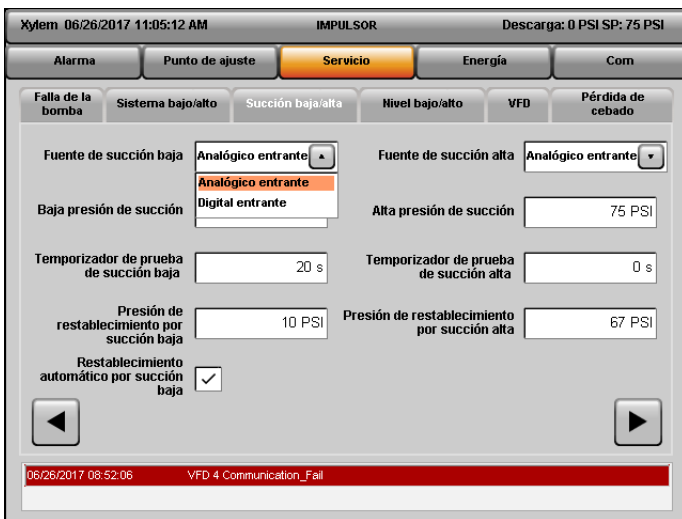 Xylem 06/26/2017 11:05:12 AM IMPULSOR Descarga: 0 PSI SP: 75 PSI
Alarma Punto de ajuste Servicio Energía Com
Falla de la bomba Sistema bajo/alto Succión baja/alta Nivel bajo/alto VFD Pérdida de cebado
Fuente de succión baja Analógico entrante Fuente de succión alta Analógico entrante
Analógico entrante
Digital entrante
Baja presión de succión Alta presión de succión 75 PSI
Temporizador de prueba de succión baja 20 s Temporizador de prueba de succión alta 0 s
Presión de restablecimiento por succión baja 10 PSI Presión de restablecimiento por succión alta 67 PSI
Restablecimiento automático por succión baja
06/26/2017 08:52:06 VFD 4 Communication_Fail